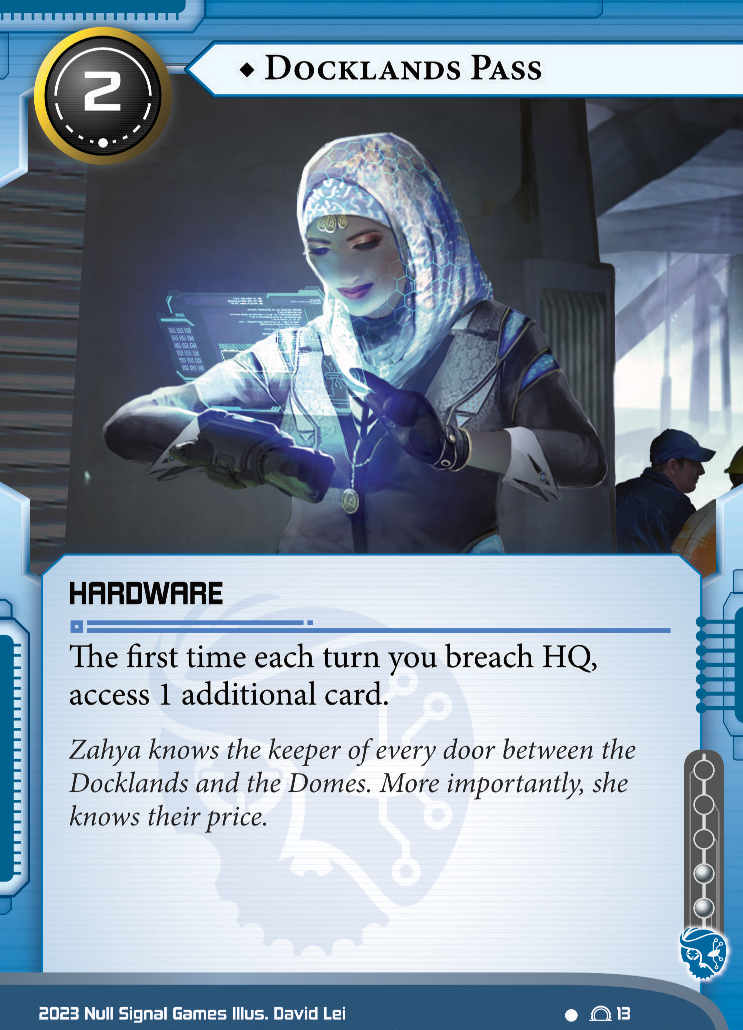 2
◆ Docklands Pass
HARDWARE
The first time each turn you breach HQ,
access 1 additional card.
Zahya knows the keeper of every door between the
Docklands and the Domes. More importantly, she
knows their price.
2023 Null Signal Games Illus. David Lei
13